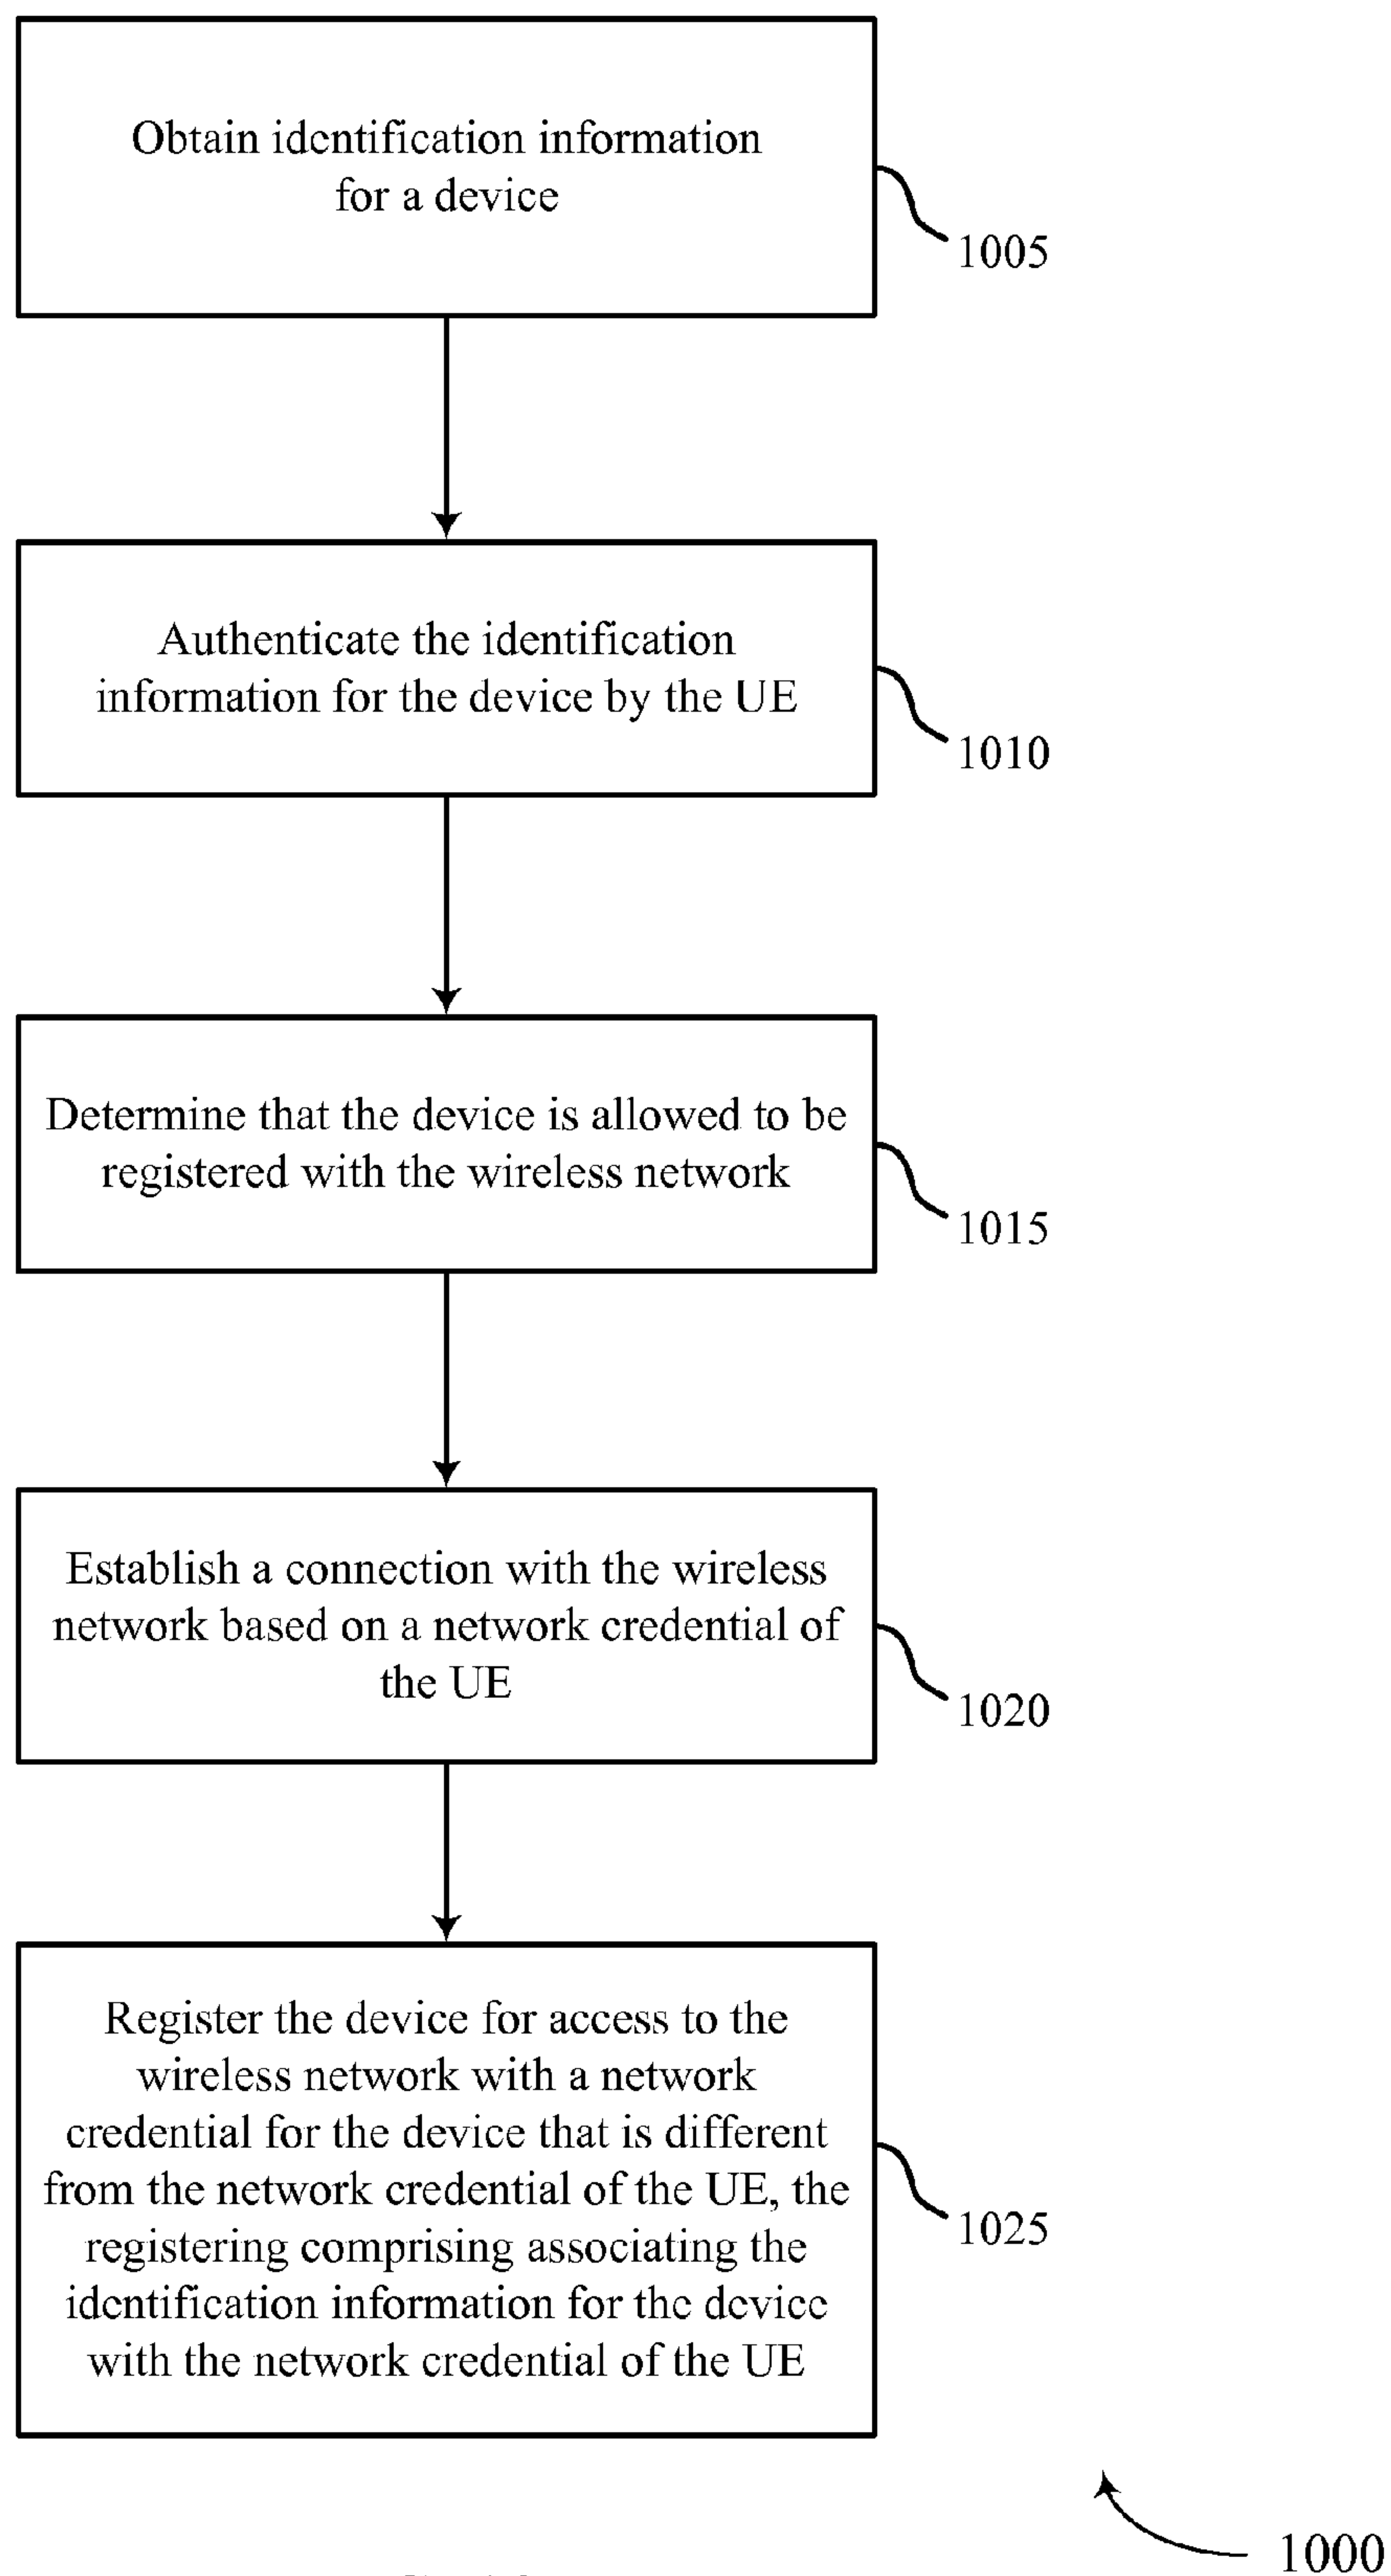 Obtain identification information
for a device
1005
Authenticate the identification
information for the device by the UE
1010
Determine that the device is allowed to be
registered with the wireless network
1015
Establish a connection with the wireless
network based on a network credential of
the UE
1020
Register the device for access to the
wireless network with a network
credential for the device that is different
from the network credential of the UE, the
registering comprising associating the
identification information for the device
with the network credential of the UE
1025
1000